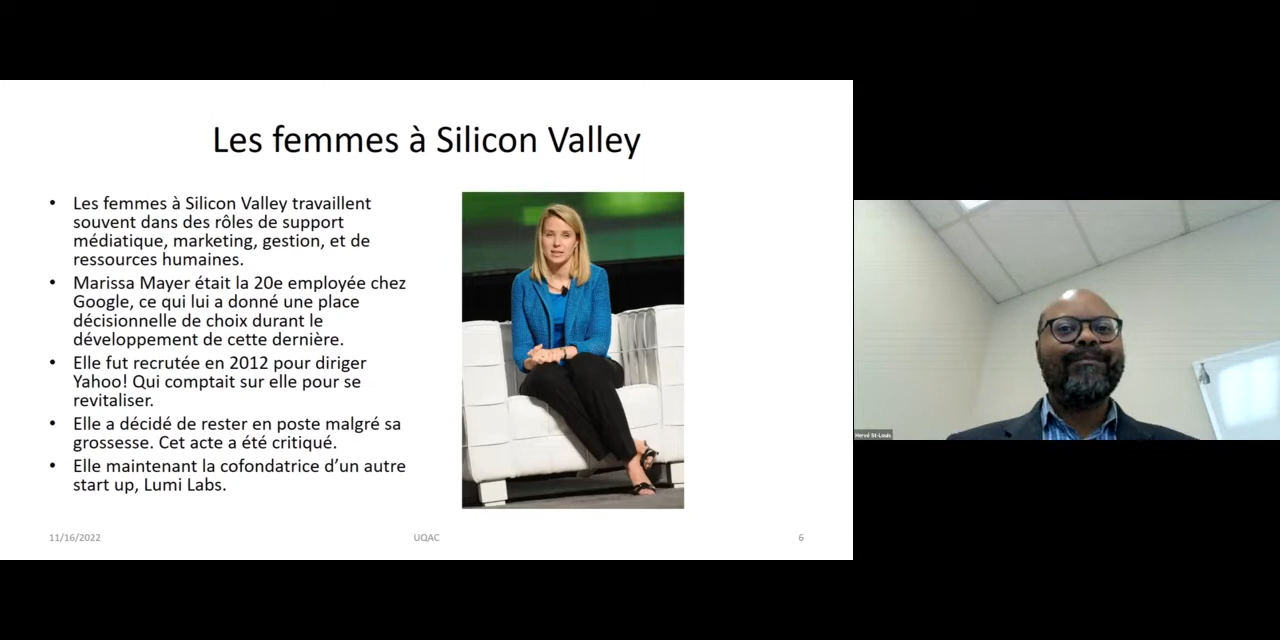 Les femmes à Silicon Valley
• Les femmes à Silicon Valley travaillent
souvent dans des rôles de support
médiatique, marketing, gestion, et de
ressources humaines.
• Marissa Mayer était la 20e employée chez
Google, ce qui lui a donné une place
décisionnelle de choix durant le
développement de cette dernière.
• Elle fut recrutée en 2012 pour diriger
Yahoo! Qui comptait sur elle pour se
revitaliser.
• Elle a décidé de rester en poste malgré sa
grossesse. Cet acte a été critiqué.
• Elle maintenant la cofondatrice d’un autre
start up, Lumi Labs.
11/16/2022
UQAC
6
Hervé St-Louis